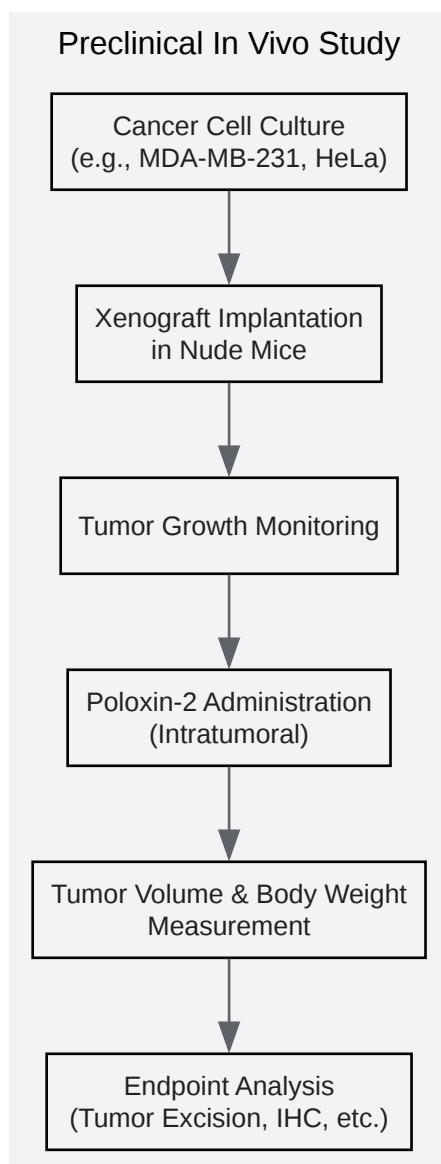 Preclinical In Vivo Study
Cancer Cell Culture
(e.g., MDA-MB-231, HeLa)
Xenograft Implantation
in Nude Mice
Tumor Growth Monitoring
Poloxin-2 Administration
(Intratumoral)
Tumor Volume & Body Weight
Measurement
Endpoint Analysis
(Tumor Excision, IHC, etc.)